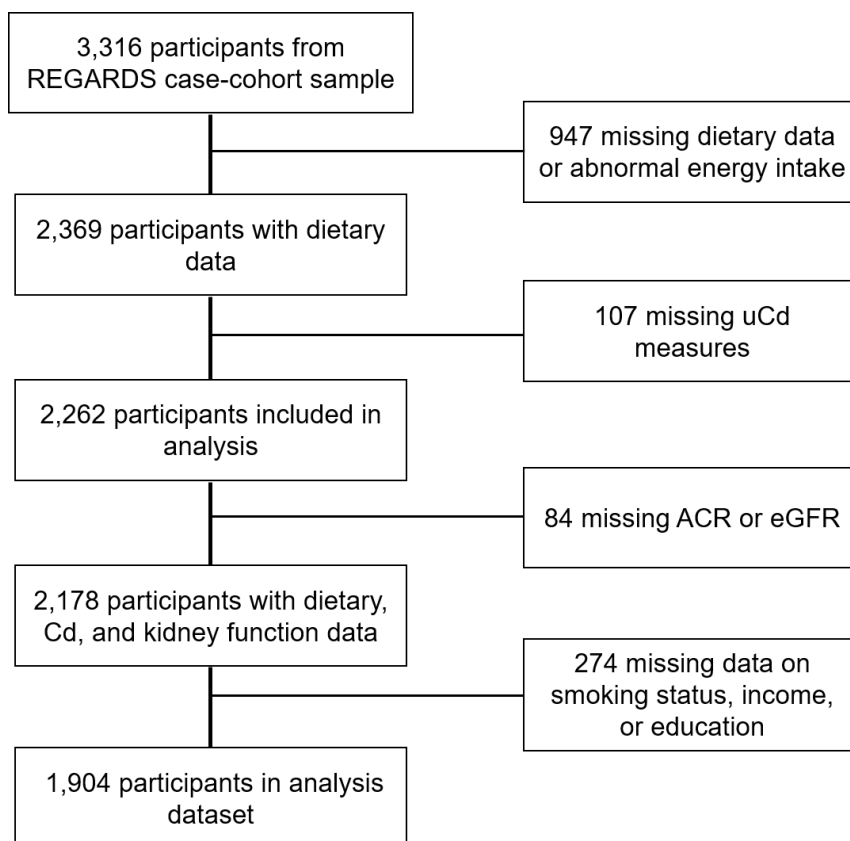 3,316 participants from
REGARDS case-cohort sample
947 missing dietary data
or abnormal energy intake
2,369 participants with dietary
data
107 missing uCd
measures
2,262 participants included in
analysis
84 missing ACR or eGFR
2,178 participants with dietary,
Cd, and kidney function data
274 missing data on
smoking status, income,
or education
1,904 participants in analysis
dataset